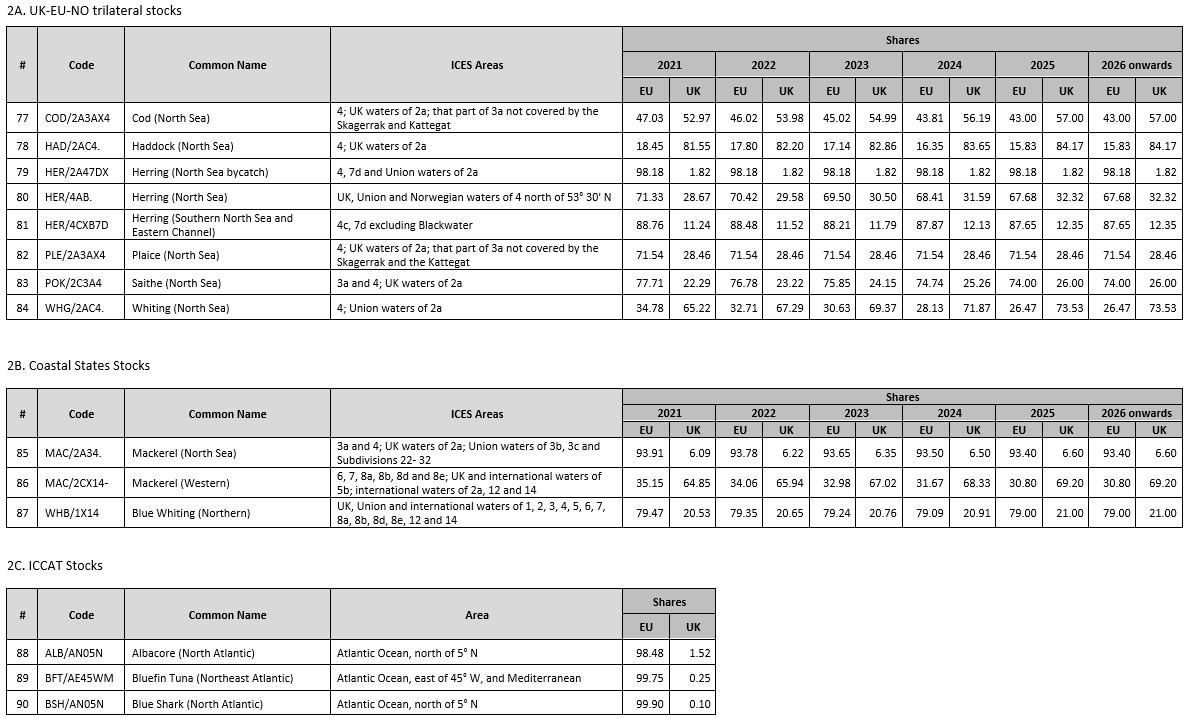 2A. UK-EU-NO trilateral stocks
# Code Common Name ICES Areas Shares
2021 2022 2023 2024 2025 2026 onwards
EU UK EU UK EU UK EU UK EU UK EU UK
77 COD/2A3AX4 Cod (North Sea) 4; UK waters of 2a; that part of 3a not covered by the
Skagerrak and Kattegat 47.03 52.97 46.02 53.98 45.02 54.99 43.81 56.19 43.00 57.00 43.00 57.00
78 HAD/2AC4. Haddock (North Sea) 4; UK waters of 2a 18.45 81.55 17.80 82.20 17.14 82.86 16.35 83.65 15.83 84.17 15.83 84.17
79 HER/2A47DX Herring (North Sea bycatch) 4, 7d and Union waters of 2a 98.18 1.82 98.18 1.82 98.18 1.82 98.18 1.82 98.18 1.82 98.18 1.82
80 HER/4AB. Herring (North Sea) UK, Union and Norwegian waters of 4 north of 53° 30' N 71.33 28.67 70.42 29.58 69.50 30.50 68.41 31.59 67.68 32.32 67.68 32.32
81 HER/4CXB7D Herring (Southern North Sea and
Eastern Channel) 4c, 7d excluding Blackwater 88.76 11.24 88.48 11.52 88.21 11.79 87.87 12.13 87.65 12.35 87.65 12.35
82 PLE/2A3AX4 Plaice (North Sea) 4; UK waters of 2a; that part of 3a not covered by the
Skagerrak and the Kattegat 71.54 28.46 71.54 28.46 71.54 28.46 71.54 28.46 71.54 28.46 71.54 28.46
83 POK/2C3A4 Saithe (North Sea) 3a and 4; UK waters of 2a 77.71 22.29 76.78 23.22 75.85 24.15 74.74 25.26 74.00 26.00 74.00 26.00
84 WHG/2AC4. Whiting (North Sea) 4; Union waters of 2a 34.78 65.22 32.71 67.29 30.63 69.37 28.13 71.87 26.47 73.53 26.47 73.53
2B. Coastal States Stocks
# Code Common Name ICES Areas Shares
2021 2022 2023 2024 2025 2026 onwards
EU UK EU UK EU UK EU UK EU UK EU UK
85 MAC/2A34. Mackerel (North Sea) 3a and 4; UK waters of 2a; Union waters of 3b, 3c and
Subdivisions 22- 32 93.91 6.09 93.78 6.22 93.65 6.35 93.50 6.50 93.40 6.60 93.40 6.60
86 MAC/2CX14- Mackerel (Western) 6, 7, 8a, 8b, 8d and 8e; UK and international waters of
5b; international waters of 2a, 12 and 14 35.15 64.85 34.06 65.94 32.98 67.02 31.67 68.33 30.80 69.20 30.80 69.20
87 WHB/1X14 Blue Whiting (Northern) UK, Union and international waters of 1, 2, 3, 4, 5, 6, 7,
8a, 8b, 8d, 8e, 12 and 14 79.47 20.53 79.35 20.65 79.24 20.76 79.09 20.91 79.00 21.00 79.00 21.00
2C. ICCAT Stocks
# Code Common Name Area Shares
EU UK
88 ALB/AN05N Albacore (North Atlantic) Atlantic Ocean, north of 5° N 98.48 1.52
89 BFT/AE45WM Bluefin Tuna (Northeast Atlantic) Atlantic Ocean, east of 45° W, and Mediterranean 99.75 0.25
90 BSH/AN05N Blue Shark (North Atlantic) Atlantic Ocean, north of 5° N 99.90 0.10